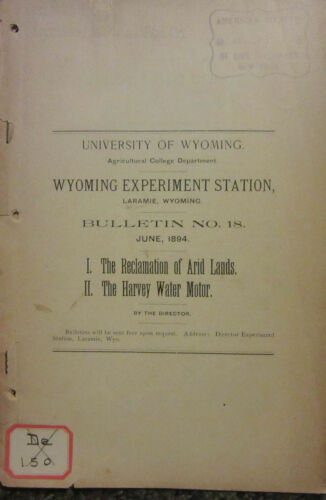 UNIVERSITY OF WYOMING.
Agricultural College Department.
WYOMING EXPERIMENT STATION,
LARAMIE, WYOMING.
BULLETIN NO. 18.
JUNE, 1894.
I. The Reclamation of Arid Lands.
II. The Harvey Water Motor.
BY THE DIRECTOR.
Bulletins will be sent free upon request. Address: Director Experiment
Station, Laramie, Wyo.
De
150